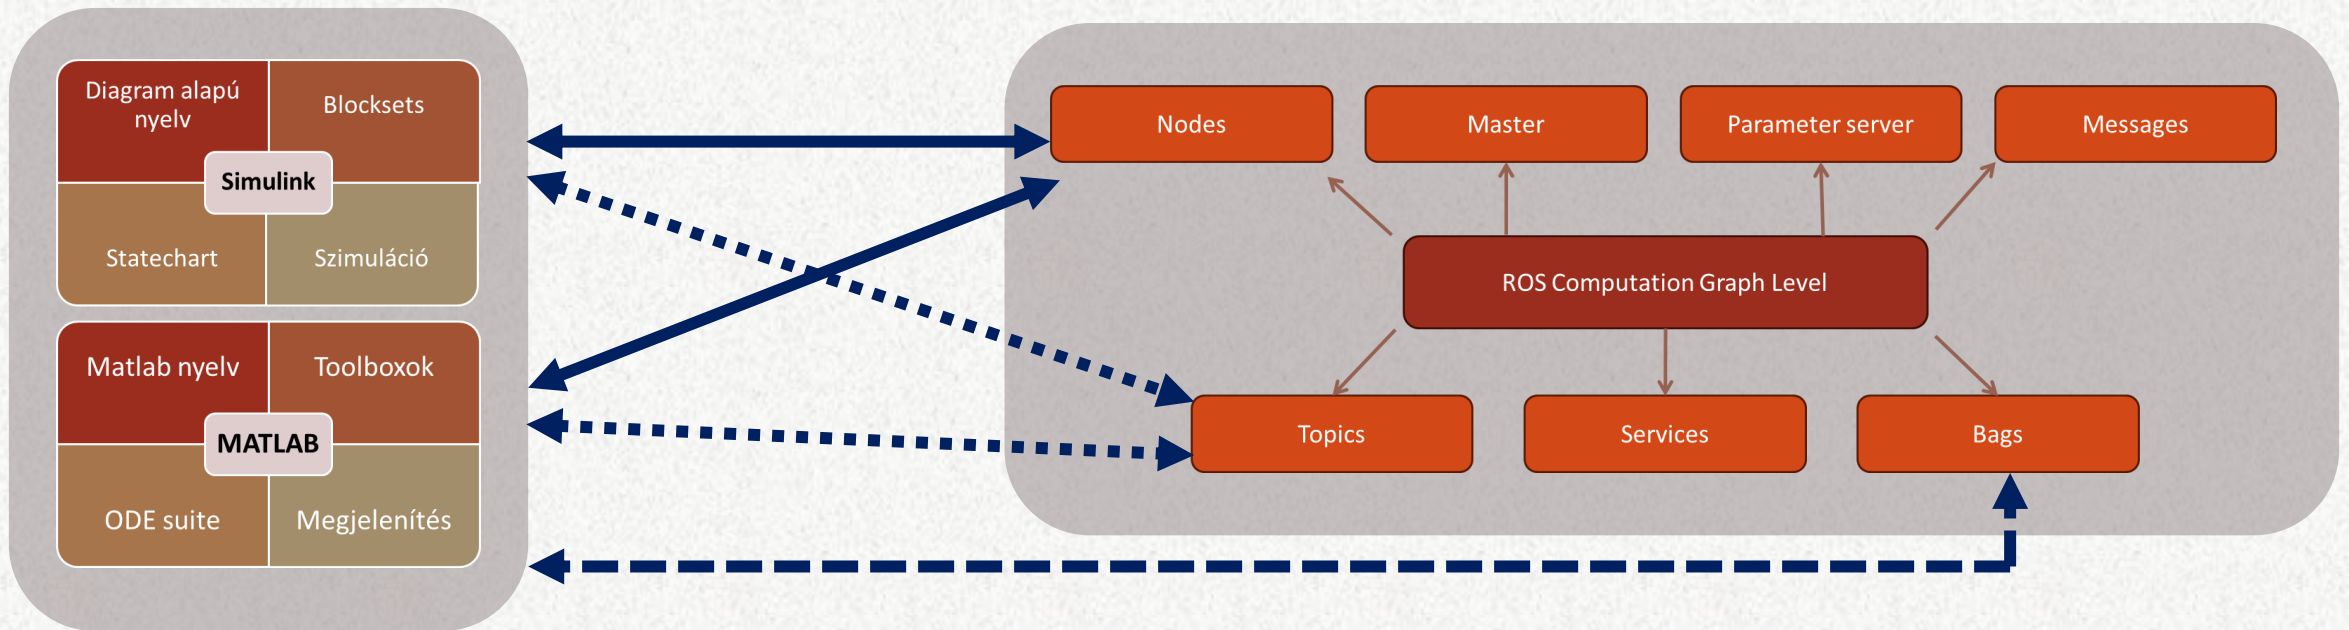 Diagram alapú
nyelv
Blocksets
Simulink
Statechart
Szimuláció
Matlab nyelv
Toolboxok
MATLAB
ODE suite
Megjelenítés
Nodes
Master
Parameter server
Messages
ROS Computation Graph Level
Topics
Services
Bags